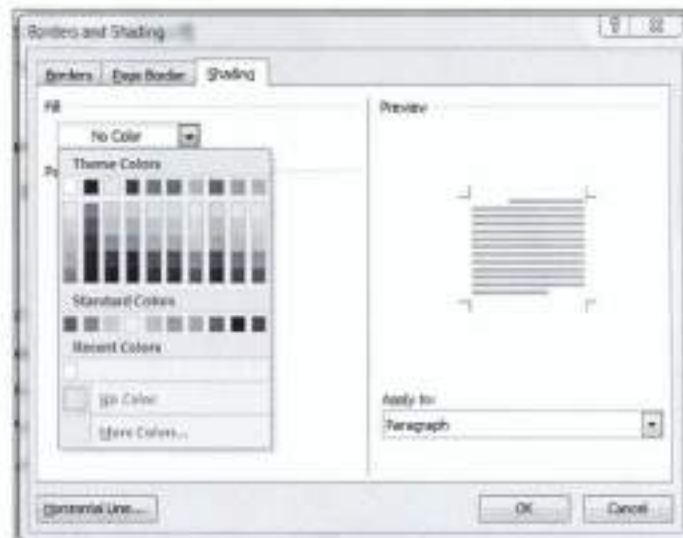 Borders and Shading
Borders
Page Border
Shading
Fill
Preview
No Color
Theme Colors
Standard Colors
Recent Colors
No Color
More Colors...
Apply to:
Paragraph
Horizontal Line...
OK
Cancel